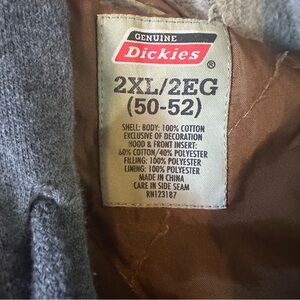 GENUINE
Dickies
®
2XL/2EG
(50-52)
SHELL: BODY: 100% COTTON
EXCLUSIVE OF DECORATION
HOOD & FRONT INSERT:
60% COTTON/40% POLYESTER
FILLING: 100% POLYESTER
LINING: 100% POLYESTER
MADE IN CHINA
CARE IN SIDE SEAM
RN123187